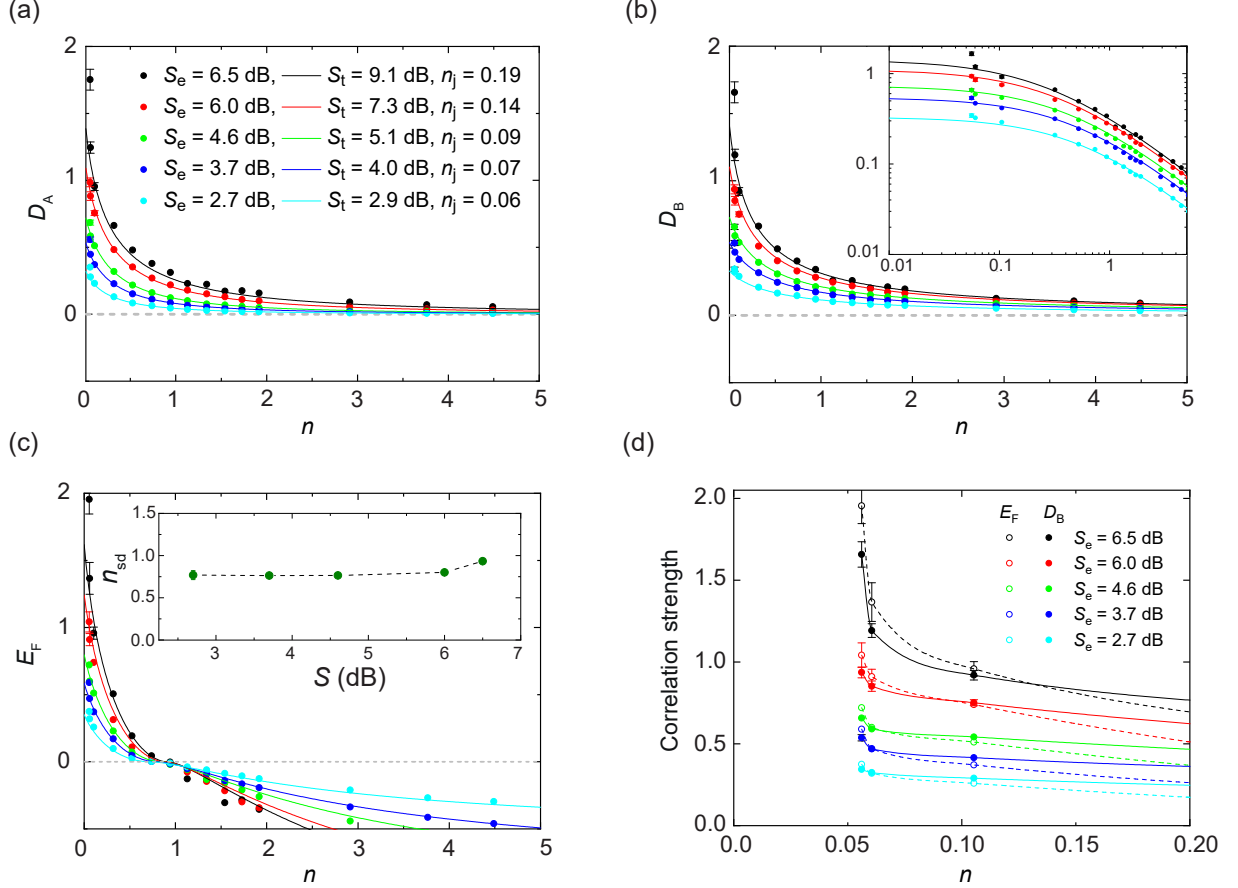 (a)
2
1
0
D_A
S_e = 6.5 dB, S_t = 9.1 dB, n_j = 0.19
S_e = 6.0 dB, S_t = 7.3 dB, n_j = 0.14
S_e = 4.6 dB, S_t = 5.1 dB, n_j = 0.09
S_e = 3.7 dB, S_t = 4.0 dB, n_j = 0.07
S_e = 2.7 dB, S_t = 2.9 dB, n_j = 0.06
0 1 2 3 4 5
n
(b)
2
1
0
D_B
1
0.1
0.01
0.01 0.1 1
0 1 2 3 4 5
n
(c)
2
1
0
E_F
1.5
1.0
0.5
0.0
n_sd
2 3 4 5 6 7
S (dB)
0 1 2 3 4 5
n
(d)
2.0
1.5
1.0
0.5
0.0
Correlation strength
E_F D_B
S_e = 6.5 dB
S_e = 6.0 dB
S_e = 4.6 dB
S_e = 3.7 dB
S_e = 2.7 dB
0.0 0.05 0.10 0.15 0.20
n